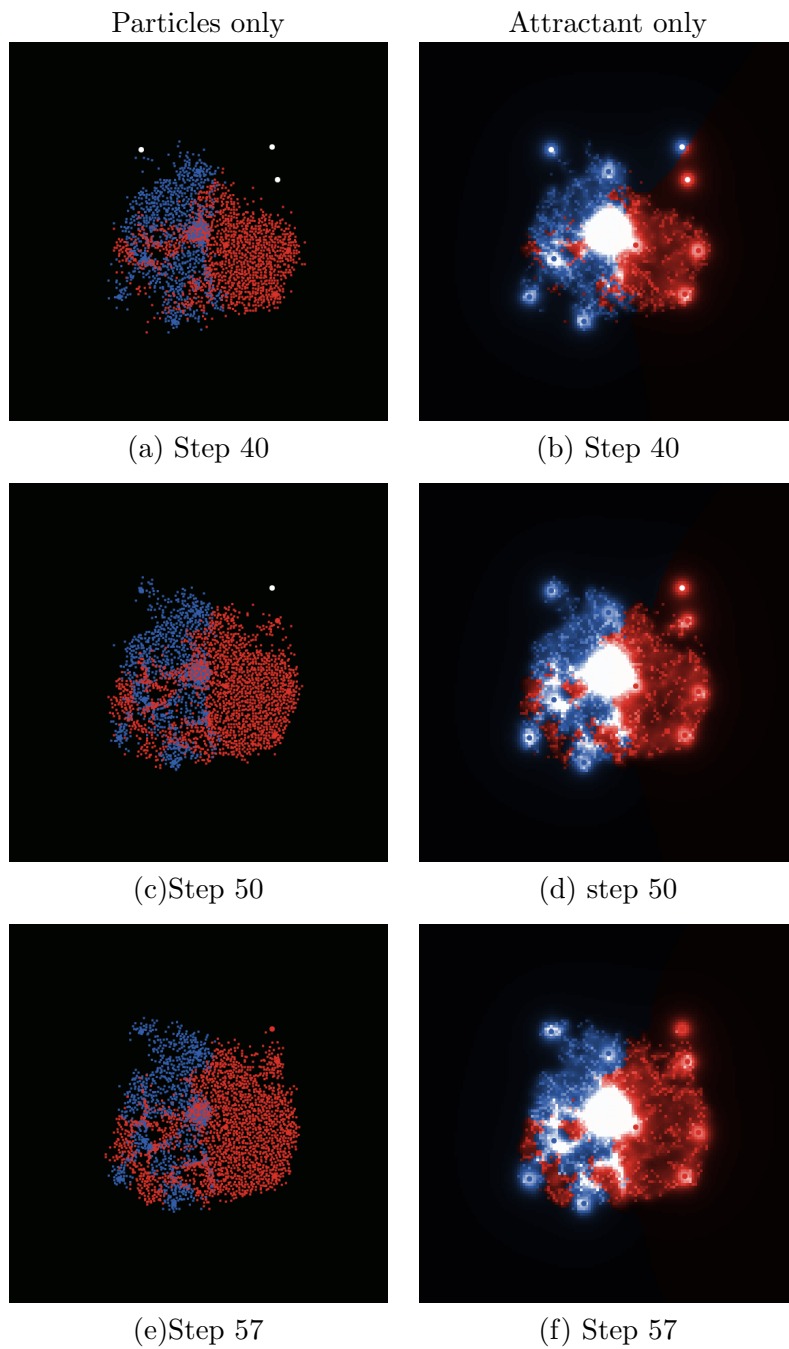 Particles only
Attractant only
(a) Step 40
(b) Step 40
(c)Step 50
(d) step 50
(e)Step 57
(f) Step 57